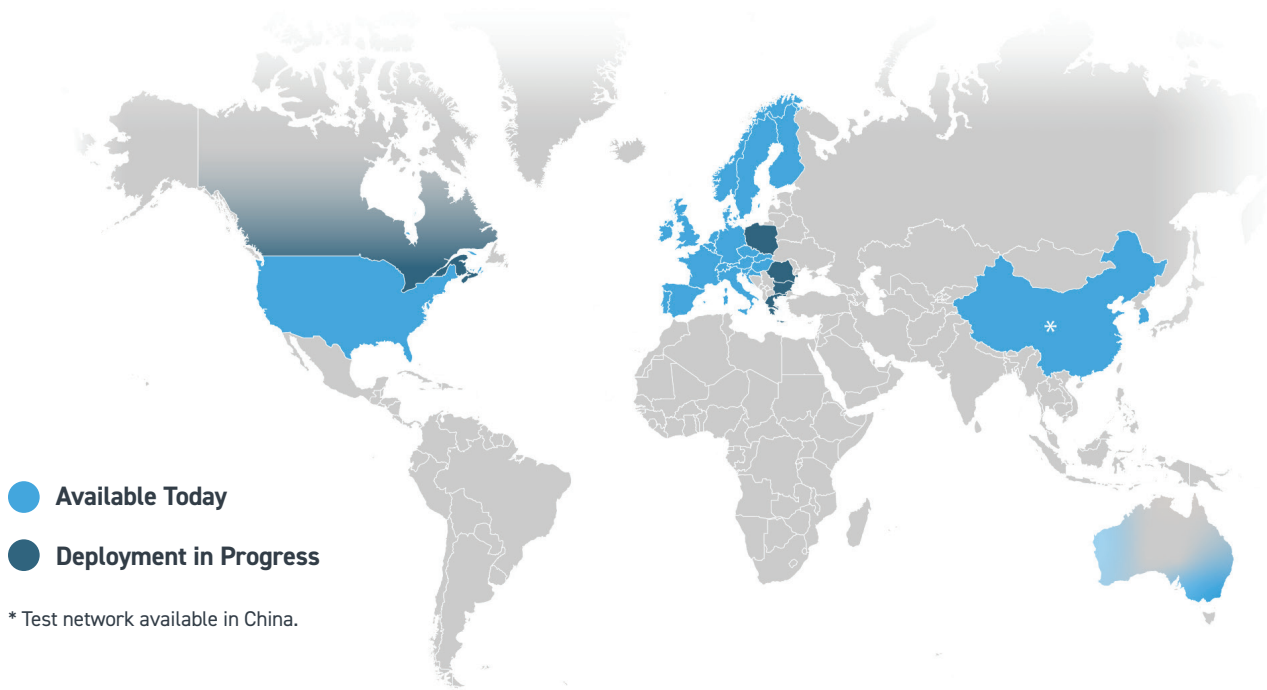 *
Available Today
Deployment in Progress
* Test network available in China.